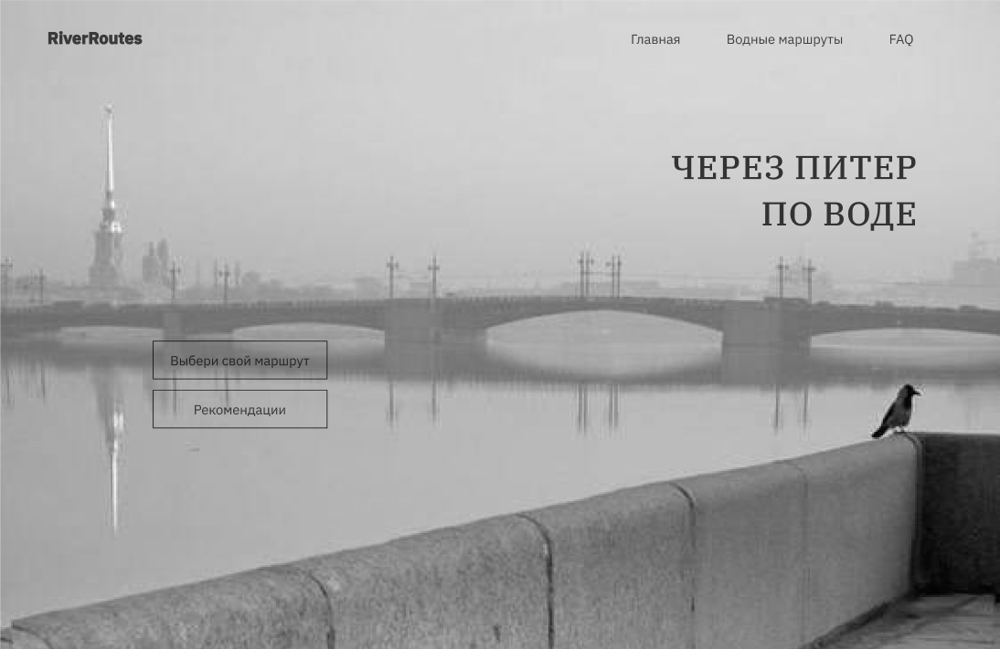 RiverRoutes
Главная
Водные маршруты
FAQ
ЧЕРЕЗ ПИТЕР
ПО ВОДЕ
Выбери свой маршрут
Рекомендации